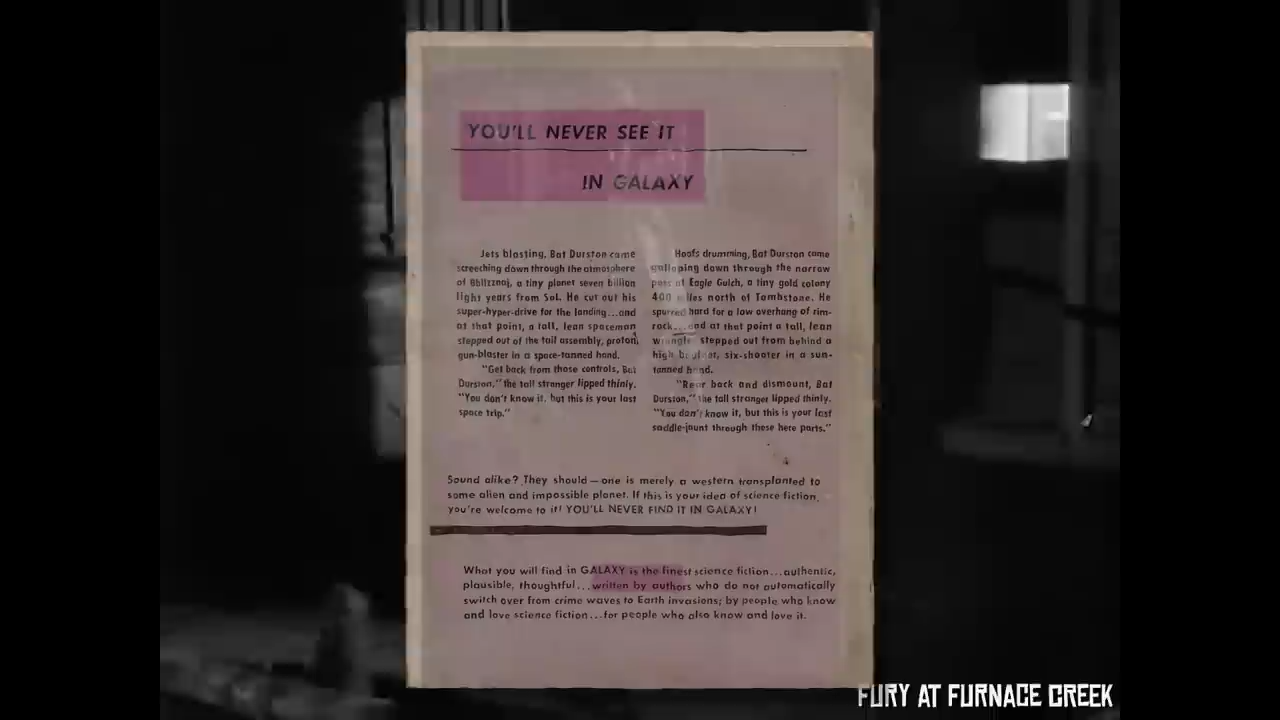 YOU'LL NEVER SEE IT
IN GALAXY
Jets blasting, Bat Durston came
screeching down through the atmosphere
of Bblizznaj, a tiny planet seven billion
light years from Sol. He cut out his
super-hyper-drive for the landing...and
at that point, a tall, lean spaceman
stepped out of the tail assembly, proton
gun-blaster in a space-tanned hand.
"Get back from those controls, Bat
Durston," the tall stranger lipped thinly.
"You don't know it, but this is your last
space trip."
Hoofs drumming, Bat Durston came
galloping down through the narrow
pass at Eagle Gulch, a tiny gold colony
400 miles north of Tombstone. He
spurred hard for a low overhang of rim-
rock...and at that point a tall, lean
wrangler stepped out from behind a
high boulder, six-shooter in a sun-
tanned hand.
"Rear back and dismount, Bat
Durston," the tall stranger lipped thinly.
"You don't know it, but this is your last
saddle-jaunt through these here parts."
Sound alike? They should — one is merely a western transplanted to
some alien and impossible planet. If this is your idea of science fiction,
you're welcome to it! YOU'LL NEVER FIND IT IN GALAXY!
What you will find in GALAXY is the finest science fiction...authentic,
plausible, thoughtful...written by authors who do not automatically
switch over from crime waves to Earth invasions; by people who know
and love science fiction...for people who also know and love it.
FURY AT FURNACE CREEK